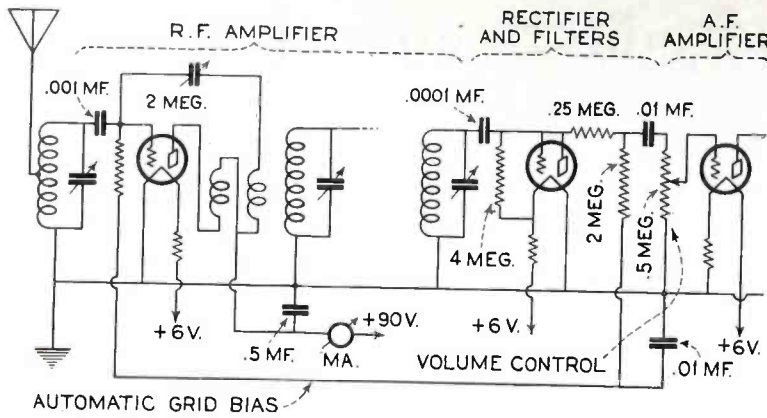 R.F. AMPLIFIER
RECTIFIER
AND FILTERS
A.F.
AMPLIFIER
.001 MF.
2 MEG.
.0001 MF.
.25 MEG.
.01 MF.
4 MEG.
2 MEG.
.5 MEG.
+6 V.
.5 MF.
MA.
+90 V.
+6 V.
VOLUME CONTROL
.01 MF.
+6 V.
AUTOMATIC GRID BIAS